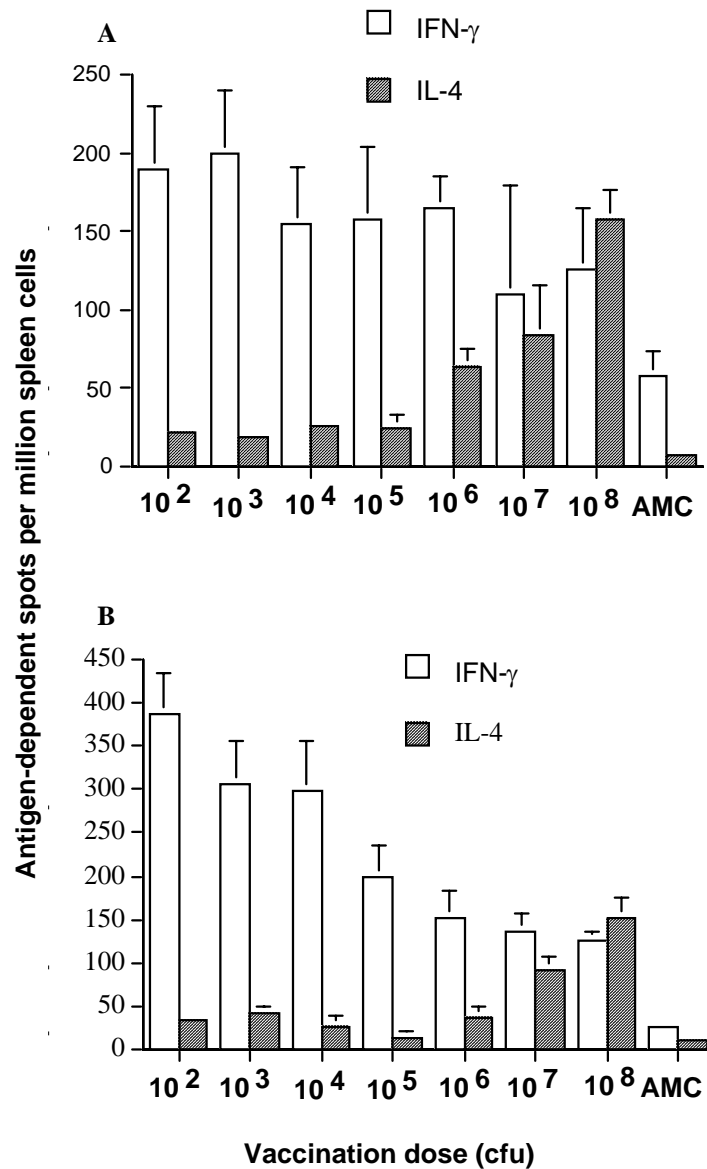 A
IFN-γ
IL-4
250
200
150
100
50
0
10 2 10 3 10 4 10 5 10 6 10 7 10 8 AMC
Antigen-dependent spots per million spleen cells
B
IFN-γ
IL-4
450
400
350
300
250
200
150
100
50
0
10 2 10 3 10 4 10 5 10 6 10 7 10 8 AMC
Vaccination dose (cfu)